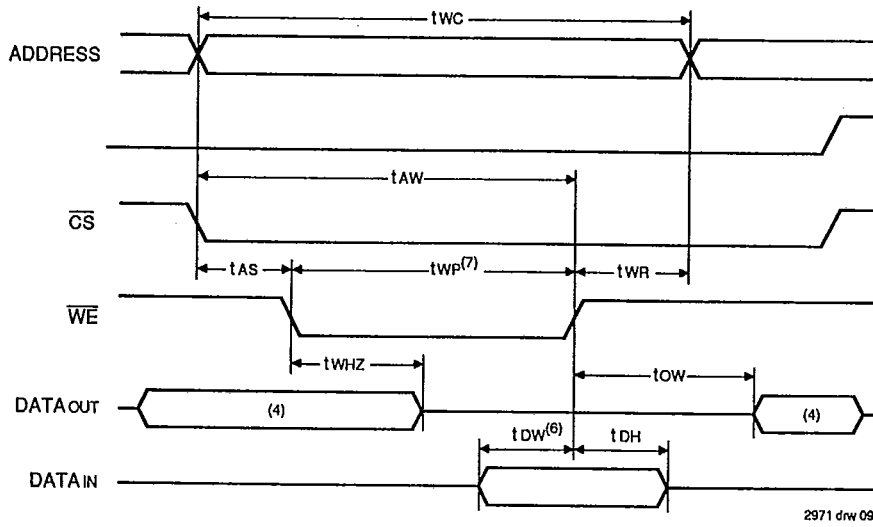 tWC
ADDRESS
tAW
CS
tAS
tWP(7)
tWR
WE
tWHZ
tOW
DATAOUT
(4)
(4)
tDW(6)
tDH
DATAIN
2971 drw 09